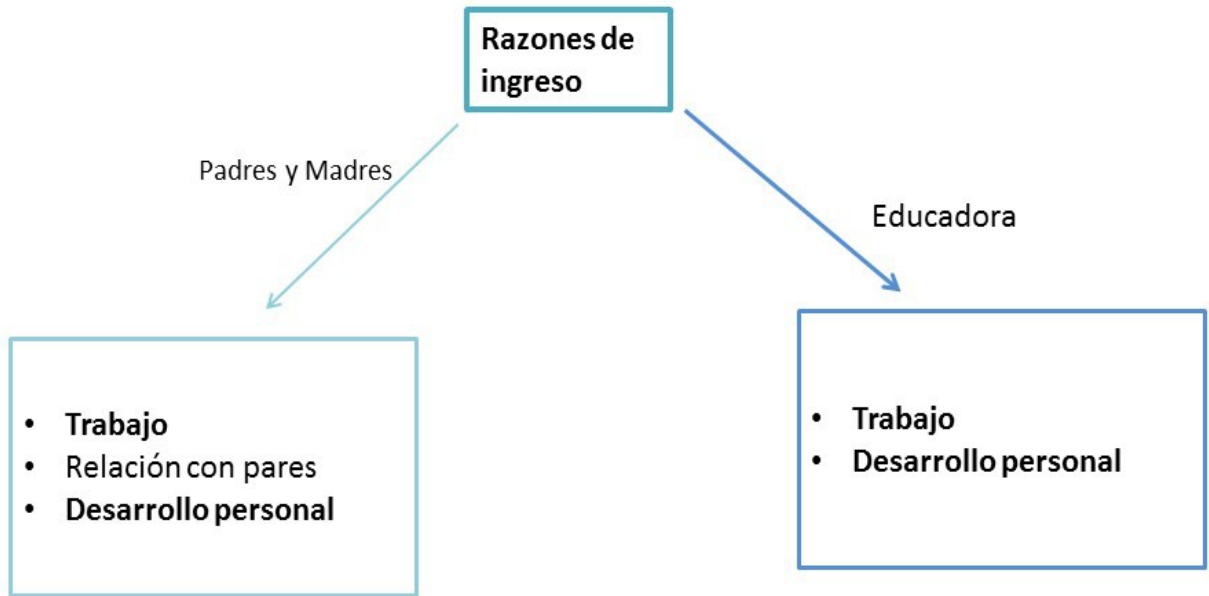 Razones de
ingreso
Padres y Madres
Educadora
• Trabajo
• Relación con pares
• Desarrollo personal
• Trabajo
• Desarrollo personal